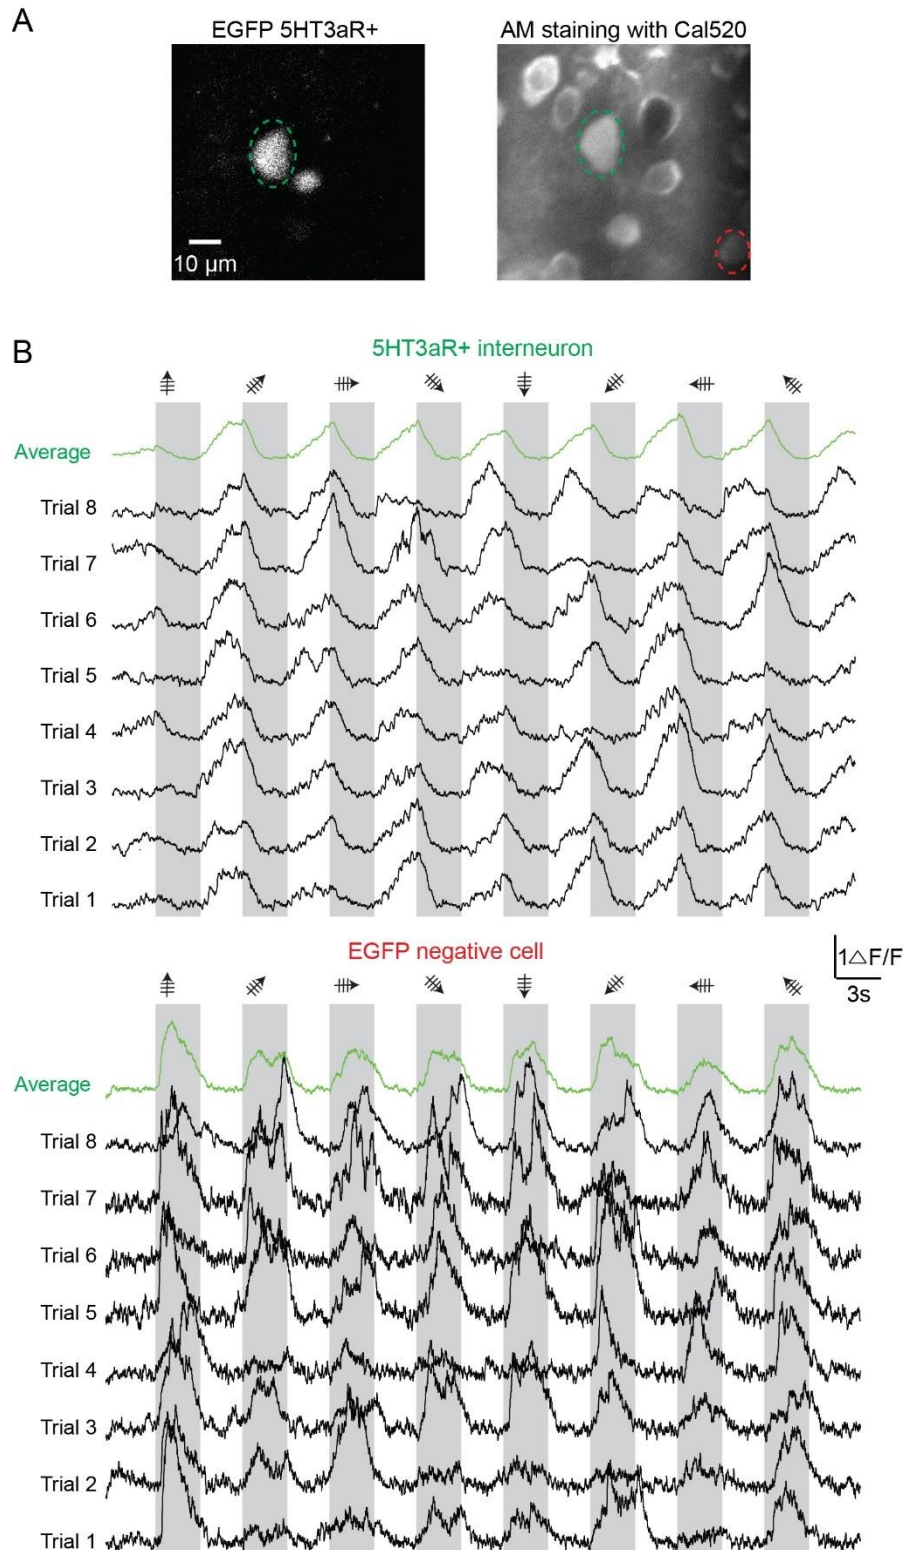 A
EGFP 5HT3aR+
AM staining with Cal520
10 μm
B
5HT3aR+ interneuron
Average
Trial 8
Trial 7
Trial 6
Trial 5
Trial 4
Trial 3
Trial 2
Trial 1
EGFP negative cell
1△F/F
3s
Average
Trial 8
Trial 7
Trial 6
Trial 5
Trial 4
Trial 3
Trial 2
Trial 1